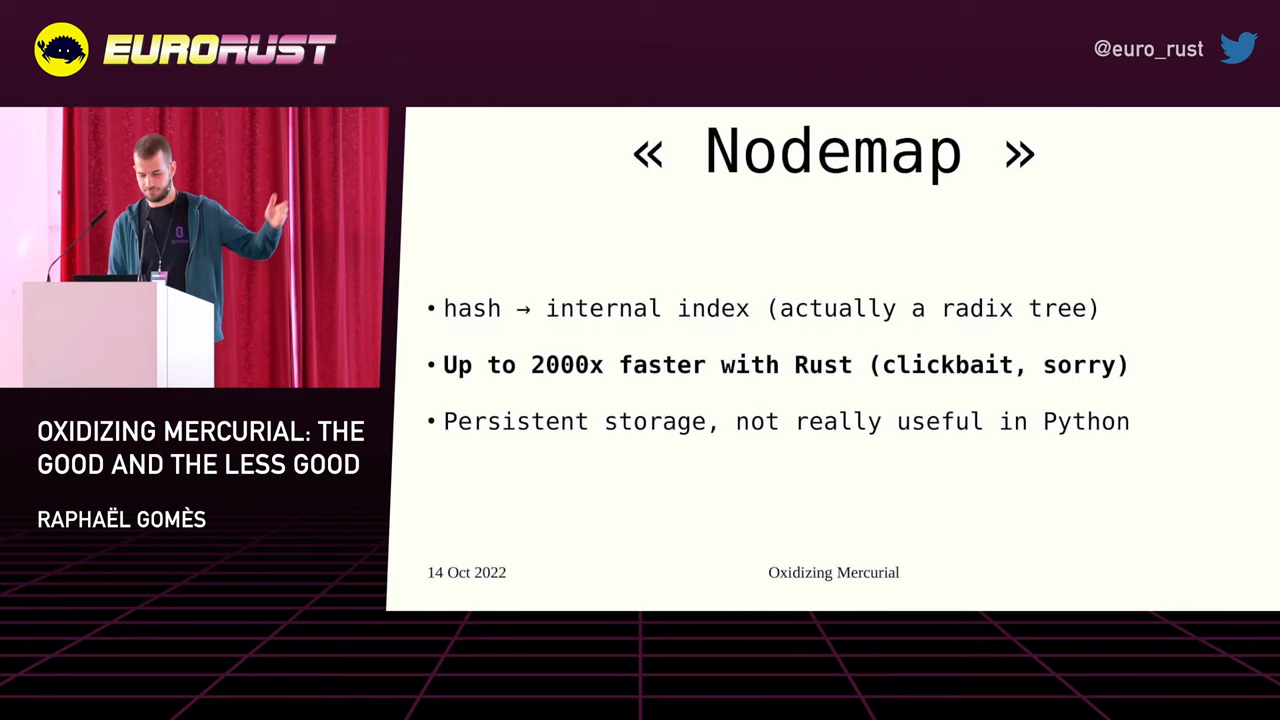 EURORUST
@euro_rust
« Nodemap »
• hash → internal index (actually a radix tree)
• Up to 2000x faster with Rust (clickbait, sorry)
• Persistent storage, not really useful in Python
14 Oct 2022
Oxidizing Mercurial
OXIDIZING MERCURIAL: THE
GOOD AND THE LESS GOOD
RAPHAËL GOMÈS